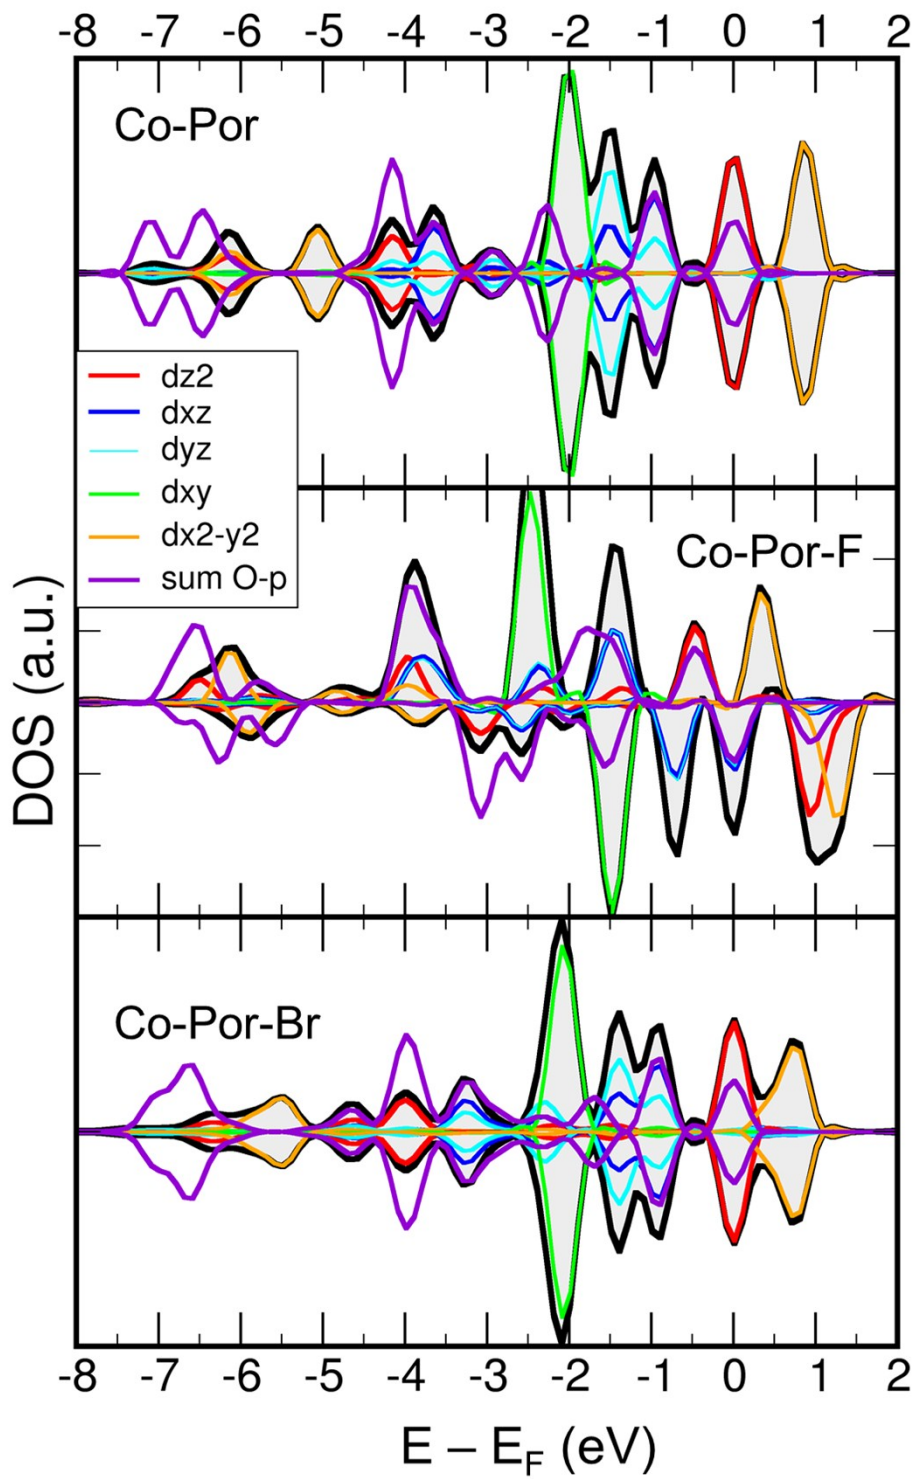 -8 -7 -6 -5 -4 -3 -2 -1 0 1 2
Co-Por
dz2
dxz
dyz
dxy
dx2-y2
sum O-p
Co-Por-F
DOS (a.u.)
Co-Por-Br
-8 -7 -6 -5 -4 -3 -2 -1 0 1 2
E – E_F (eV)